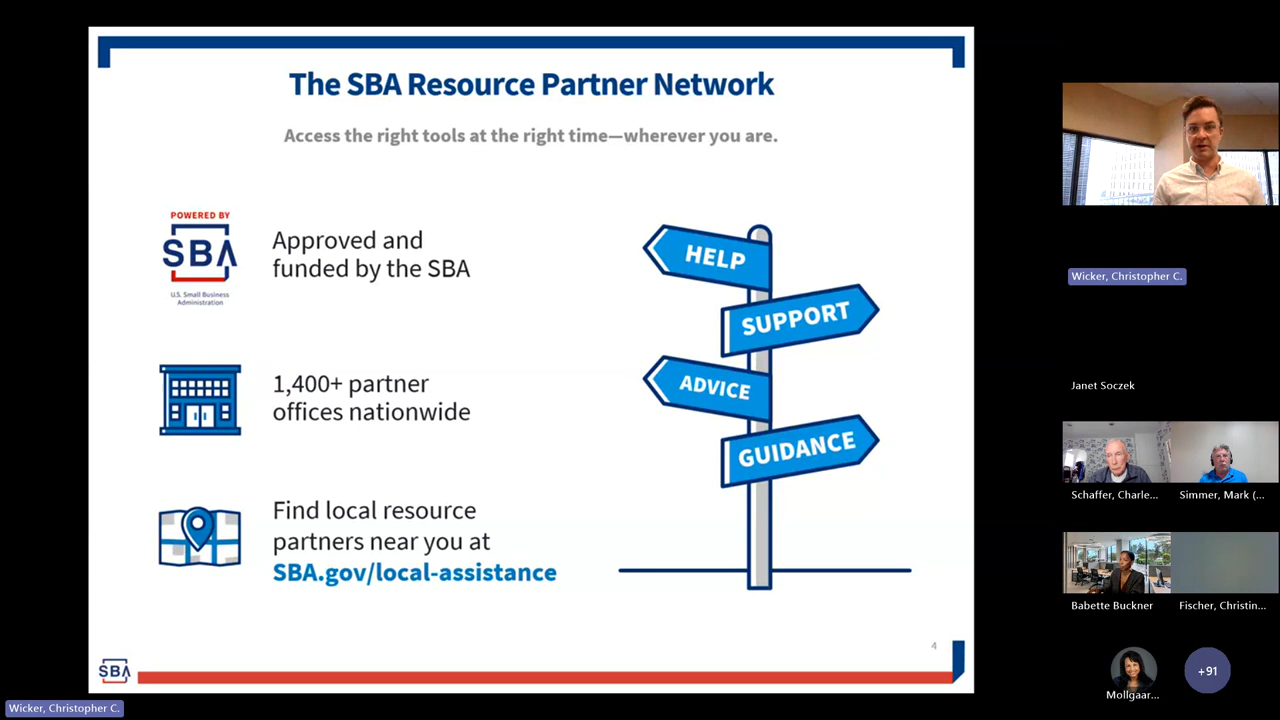 The SBA Resource Partner Network
Access the right tools at the right time—wherever you are.
POWERED BY
SBA
U.S. Small Business
Administration
Approved and
funded by the SBA
1,400+ partner
offices nationwide
Find local resource
partners near you at
SBA.gov/local-assistance
HELP
SUPPORT
ADVICE
GUIDANCE
4
SBA
Wicker, Christopher C.
Wicker, Christopher C.
Janet Soczek
Schaffer, Charle...
Simmer, Mark (...
Babette Buckner
Fischer, Christin...
Mollgaar...
+91